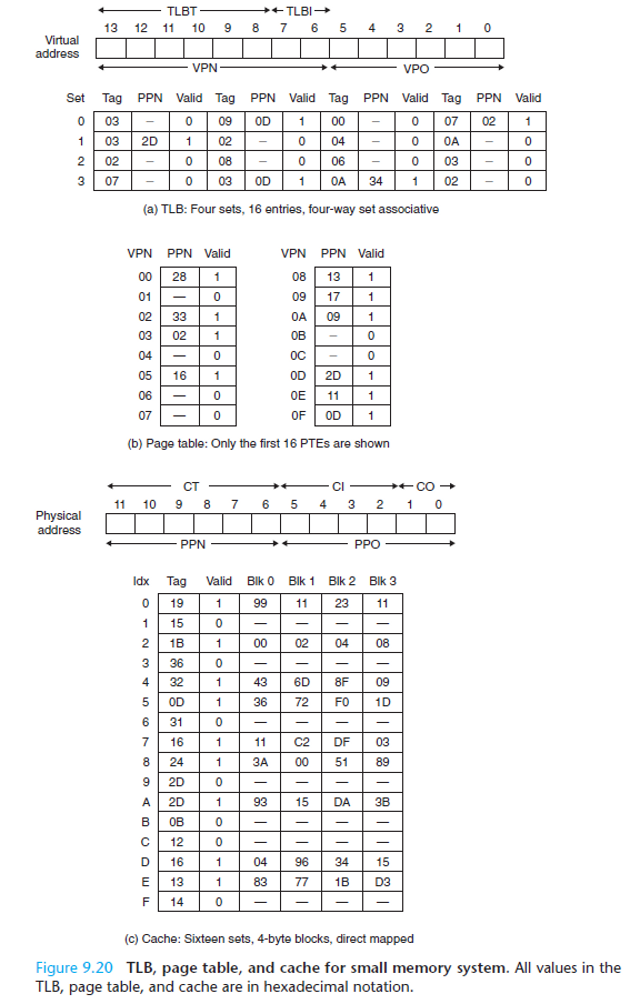 TLBT TLBI
13 12 11 10 9 8 7 6 5 4 3 2 1 0
Virtual
address
VPN VPO
Set Tag PPN Valid Tag PPN Valid Tag PPN Valid Tag PPN Valid
0 03 – 0 09 0D 1 00 – 0 07 02 1
1 03 2D 1 02 – 0 04 – 0 0A – 0
2 02 – 0 08 – 0 06 – 0 03 – 0
3 07 – 0 03 0D 1 0A 34 1 02 – 0
(a) TLB: Four sets, 16 entries, four-way set associative
VPN PPN Valid VPN PPN Valid
00 28 1 08 13 1
01 — 0 09 17 1
02 33 1 0A 09 1
03 02 1 0B – 0
04 — 0 0C – 0
05 16 1 0D 2D 1
06 — 0 0E 11 1
07 — 0 0F 0D 1
(b) Page table: Only the first 16 PTEs are shown
CT CI CO
11 10 9 8 7 6 5 4 3 2 1 0
Physical
address
PPN PPO
Idx Tag Valid Blk 0 Blk 1 Blk 2 Blk 3
0 19 1 99 11 23 11
1 15 0 — — — —
2 1B 1 00 02 04 08
3 36 0 — — — —
4 32 1 43 6D 8F 09
5 0D 1 36 72 F0 1D
6 31 0 — — — —
7 16 1 11 C2 DF 03
8 24 1 3A 00 51 89
9 2D 0 — — — —
A 2D 1 93 15 DA 3B
B 0B 0 — — — —
C 12 0 — — — —
D 16 1 04 96 34 15
E 13 1 83 77 1B D3
F 14 0 — — — —
(c) Cache: Sixteen sets, 4-byte blocks, direct mapped
Figure 9.20 TLB, page table, and cache for small memory system. All values in the
TLB, page table, and cache are in hexadecimal notation.